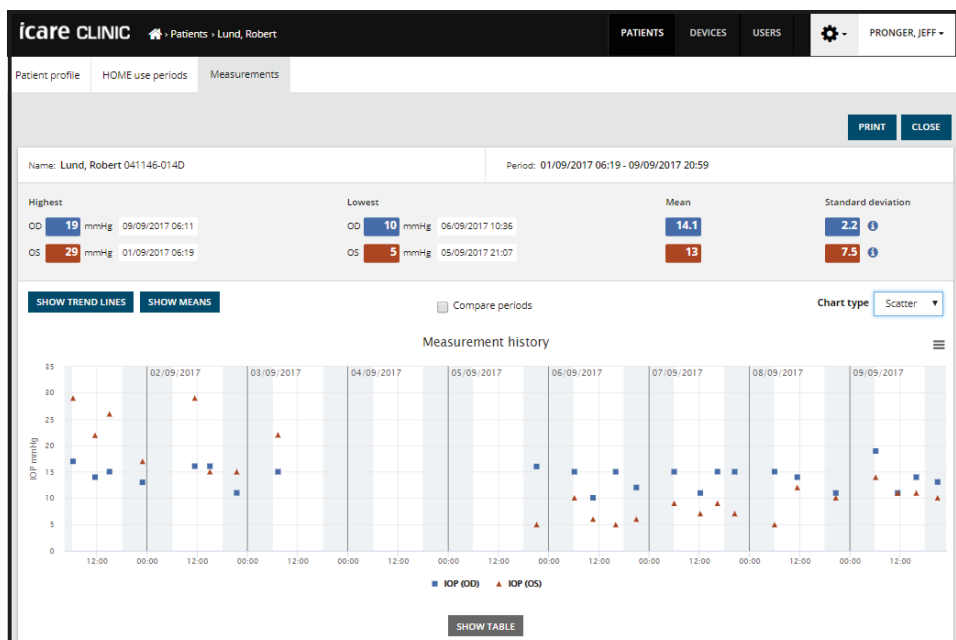 icare CLINIC › Patients › Lund, Robert PATIENTS DEVICES USERS PRONGER, JEFF
Patient profile HOME use periods Measurements
PRINT CLOSE
Name: Lund, Robert 041146-014D Period: 01/09/2017 06:19 - 09/09/2017 20:59
Highest Lowest Mean Standard deviation
OD 19 mmHg 09/09/2017 06:11 OD 10 mmHg 06/09/2017 10:36 14.1 2.2 i
OS 29 mmHg 01/09/2017 06:19 OS 5 mmHg 05/09/2017 21:07 13 7.5 i
SHOW TREND LINES SHOW MEANS Compare periods Chart type Scatter
Measurement history
02/09/2017 03/09/2017 04/09/2017 05/09/2017 06/09/2017 07/09/2017 08/09/2017 09/09/2017
35
30
25
20
15
10
5
0
IOP mmHg
12:00 00:00 12:00 00:00 12:00 00:00 12:00 00:00 12:00 00:00 12:00 00:00 12:00 00:00 12:00 00:00 12:00
IOP (OD) IOP (OS)
SHOW TABLE